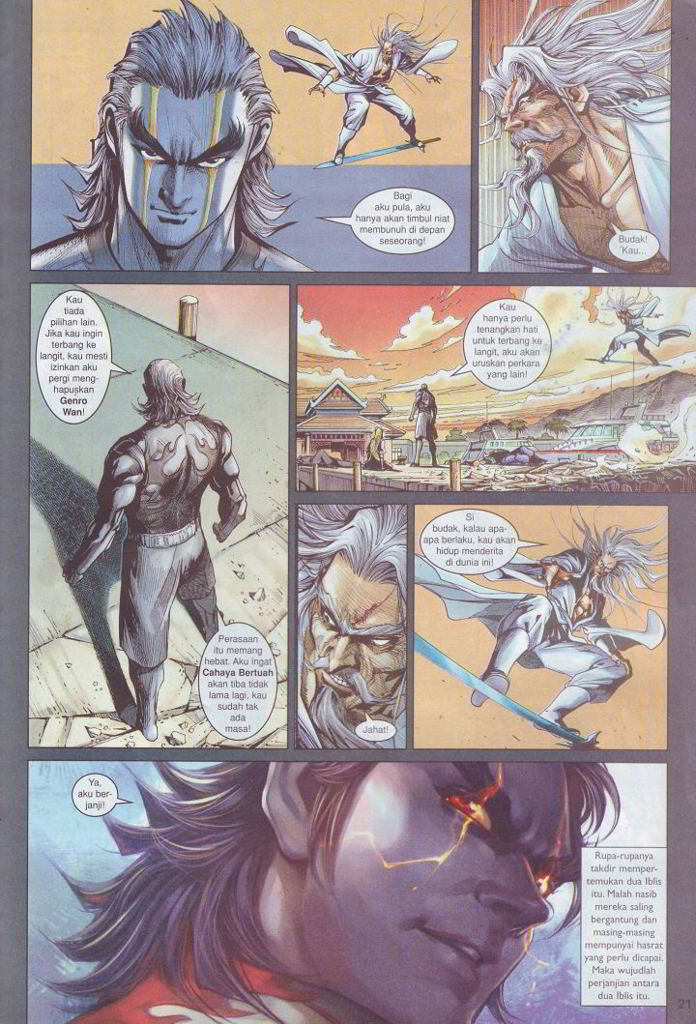 Bagi
aku pula, aku
hanya akan timbul niat
membunuh di depan
seseorang!
Budak!
'Kau...
Kau
tiada
pilihan lain.
Jika kau ingin
terbang ke
langit, kau mesti
izinkan aku
pergi meng-
hapuskan
Genro
Wan!
Perasaan
itu memang
hebat. Aku ingat
Cahaya Bertuah
akan tiba tidak
lama lagi, kau
sudah tak
ada
masa!
Kau
hanya perlu
tenangkan hati
untuk terbang ke
langit, aku akan
uruskan perkara
yang lain!
Jahat!
Si
budak, kalau apa-
apa berlaku, kau akan
hidup menderita
di dunia ini!
Ya,
aku ber-
janji!
Rupa-rupanya
takdir memper-
temukan dua Iblis
itu. Malah nasib
mereka saling
bergantung dan
masing-masing
mempunyai hasrat
yang perlu dicapai.
Maka wujudlah
perjanjian antara
dua Iblis itu.
21